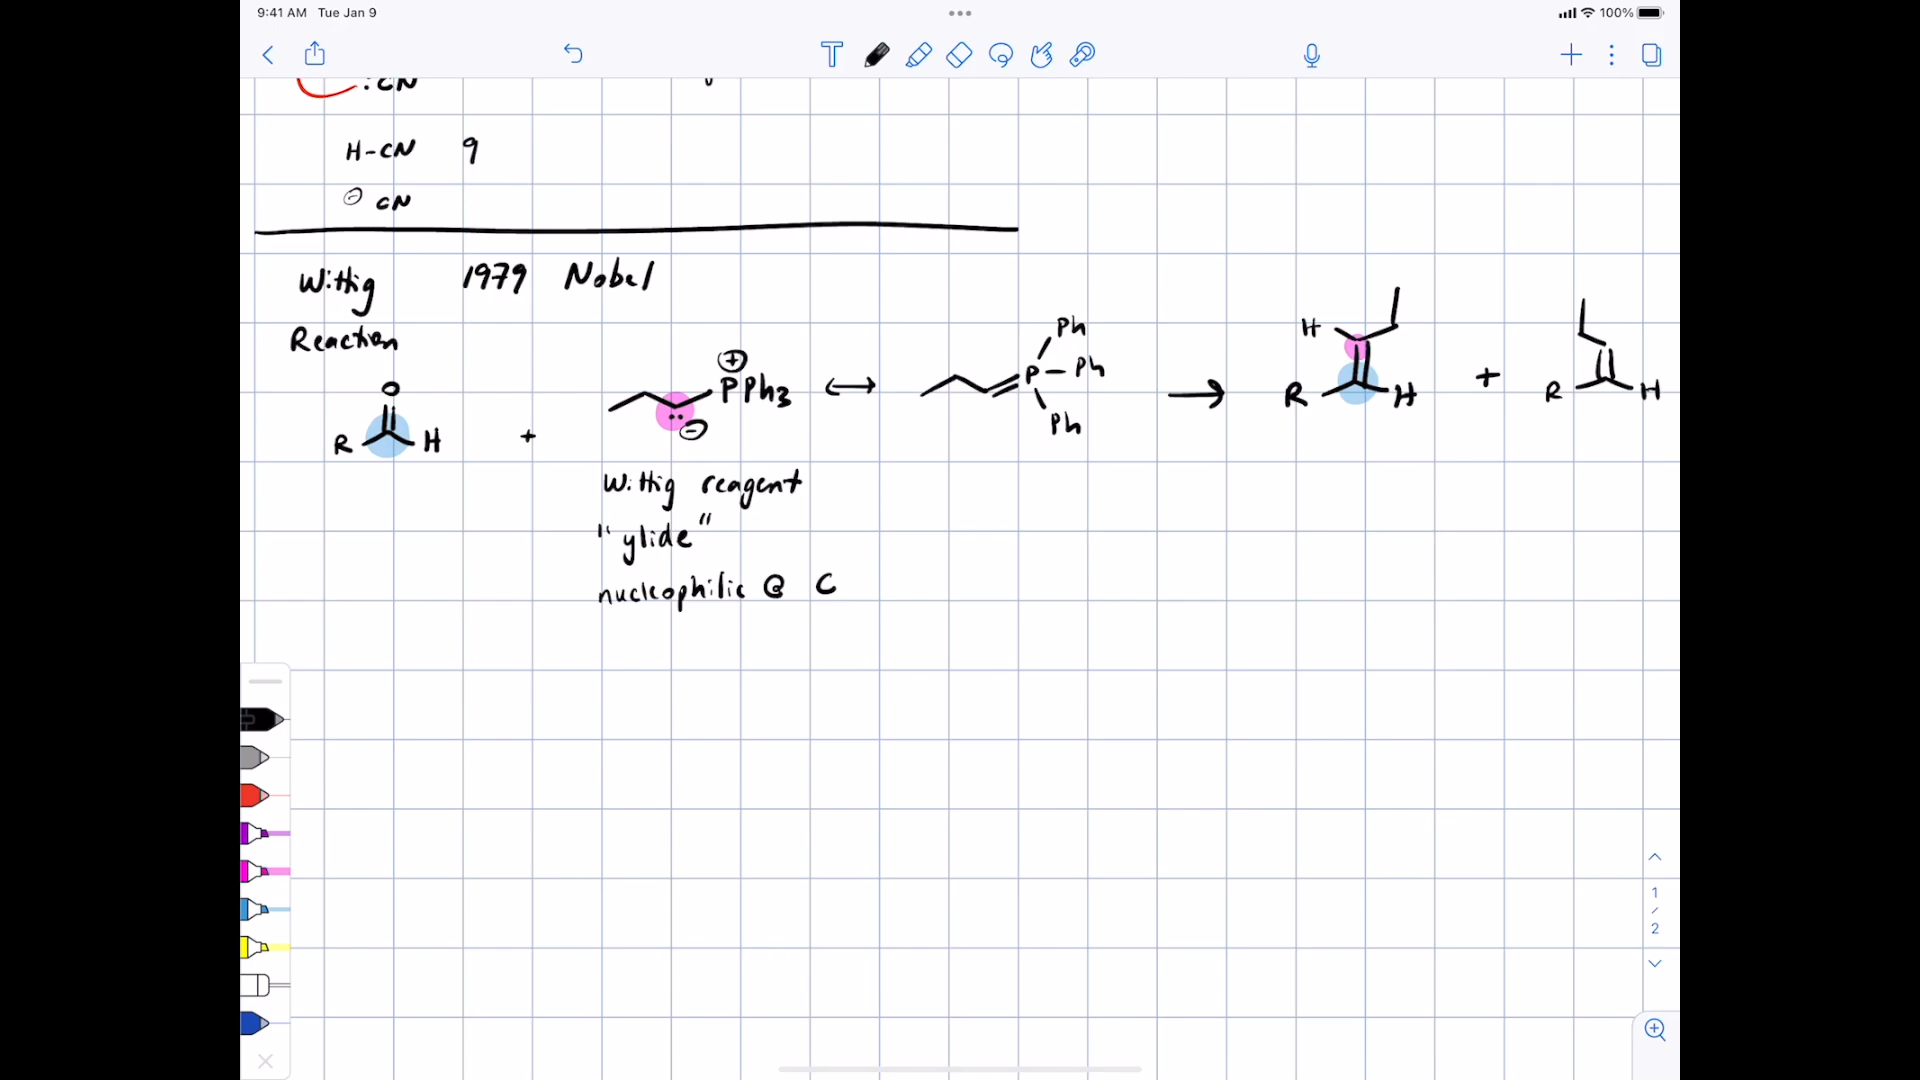 9:41 AM Tue Jan 9
100%
:CN
H-CN 9
⊖ CN
Wittig 1979 Nobel
Reaction
O
R H
+
⊕
PPh3
⊖
↔
Ph
P - Ph
Ph
→
H
R H
+
R H
Wittig reagent
"ylide"
nucleophilic @ C
1
/
2